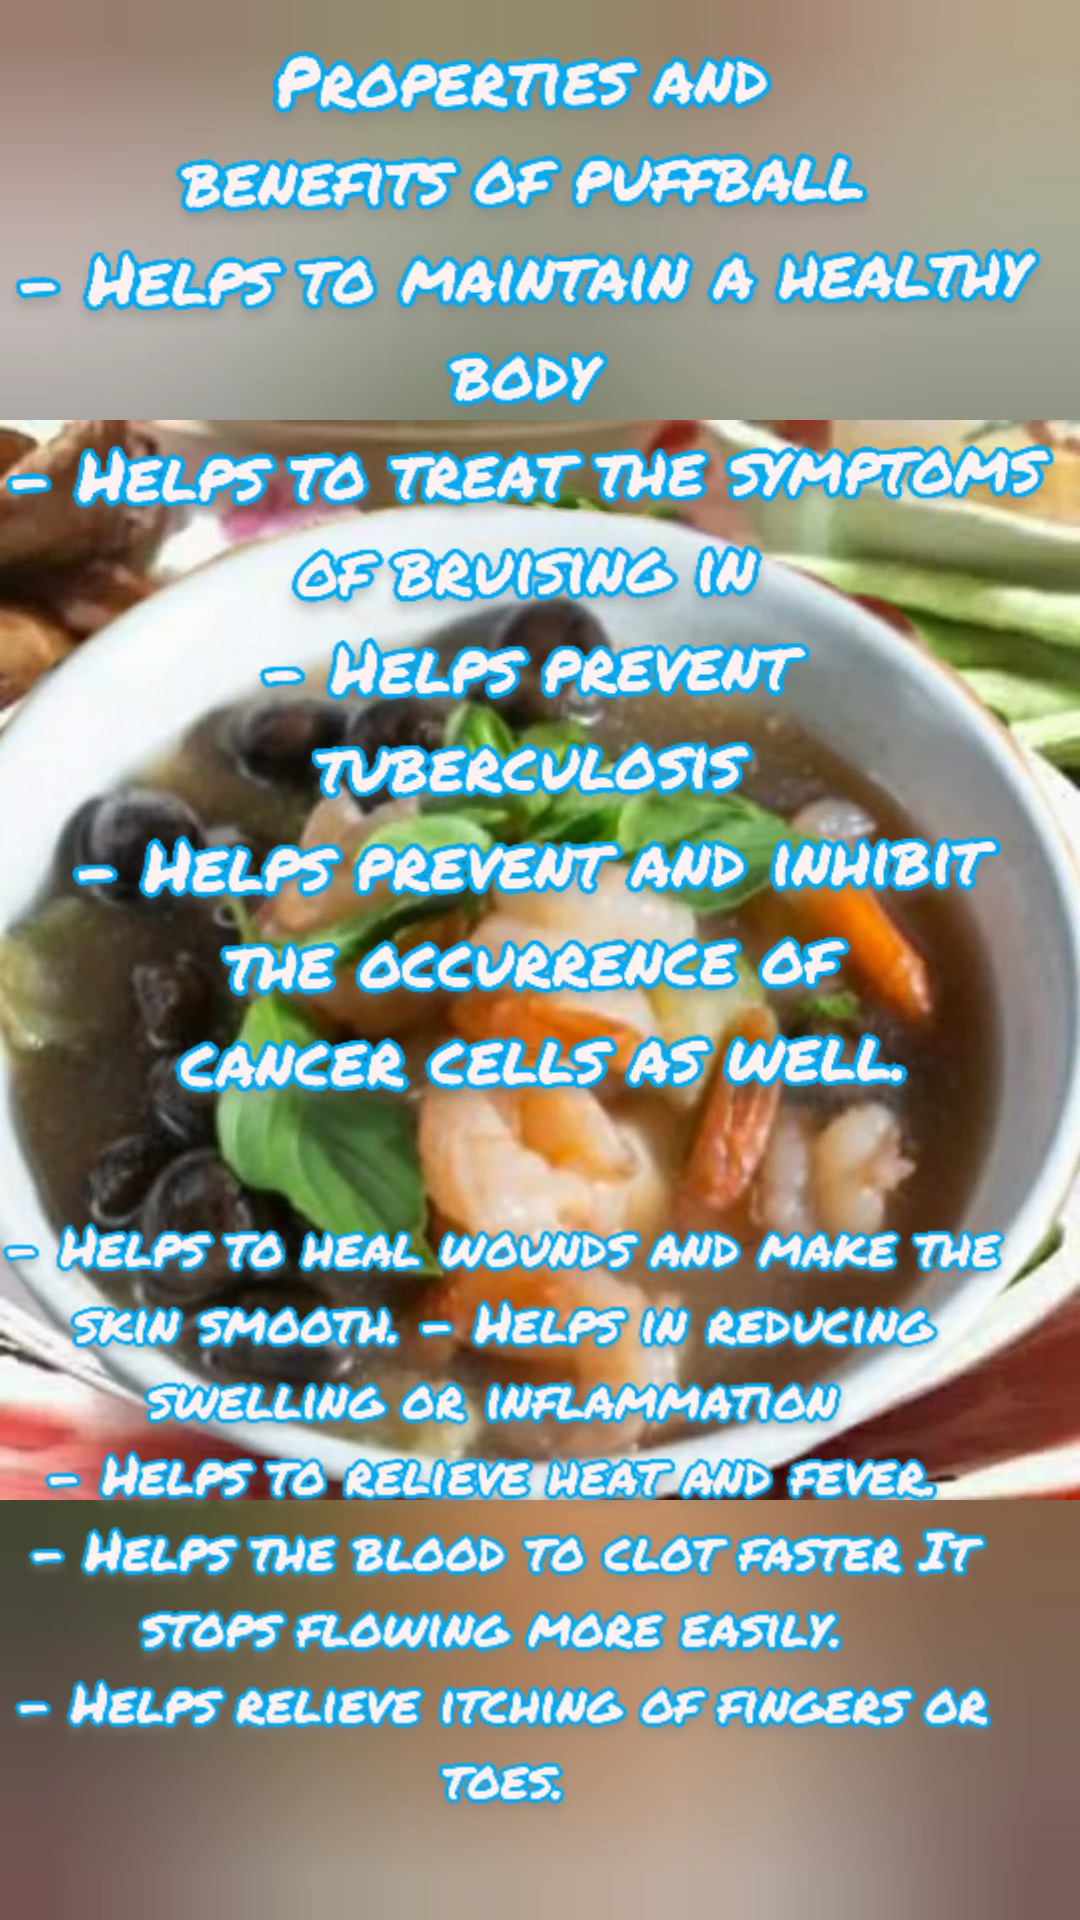 Properties and
benefits of puffball
- Helps to maintain a healthy
body
- Helps to treat the symptoms
of bruising in
- Helps prevent
tuberculosis
- Helps prevent and inhibit
the occurrence of
cancer cells as well.
- Helps to heal wounds and make the
skin smooth. - Helps in reducing
swelling or inflammation
- Helps to relieve heat and fever.
- Helps the blood to clot faster It
stops flowing more easily.
- Helps relieve itching of fingers or
toes.